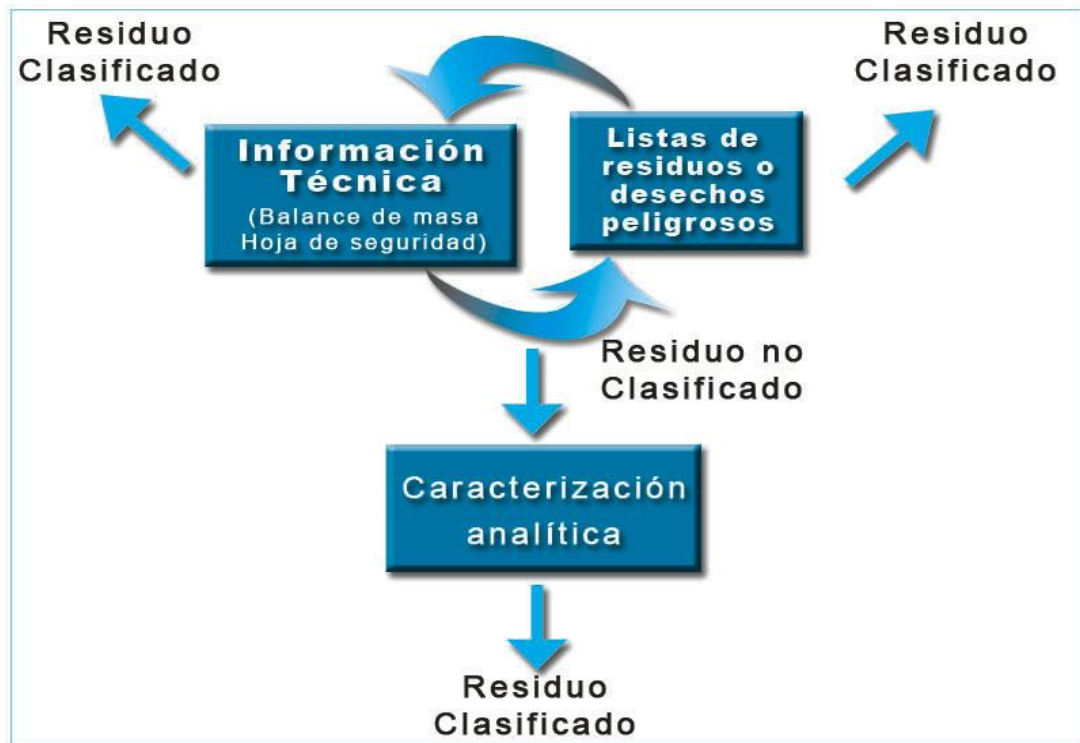 Residuo
Clasificado
Residuo
Clasificado
Información
Técnica
(Balance de masa
Hoja de seguridad)
Listas de
residuos o
desechos
peligrosos
Residuo no
Clasificado
Caracterización
analítica
Residuo
Clasificado